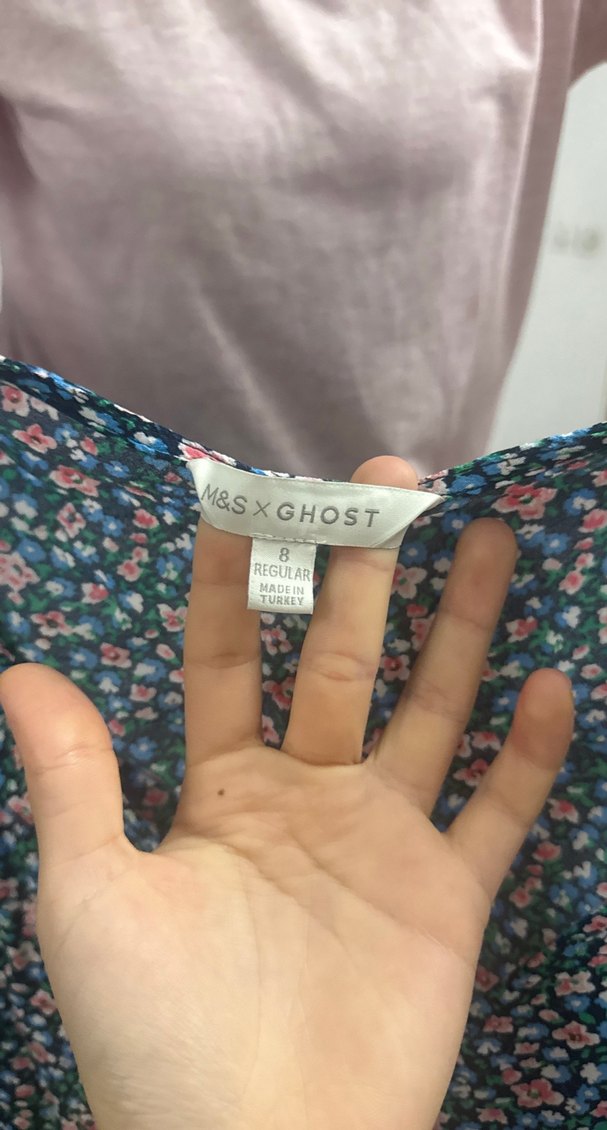 M&S X GHOST
8
REGULAR
MADE IN
TURKEY